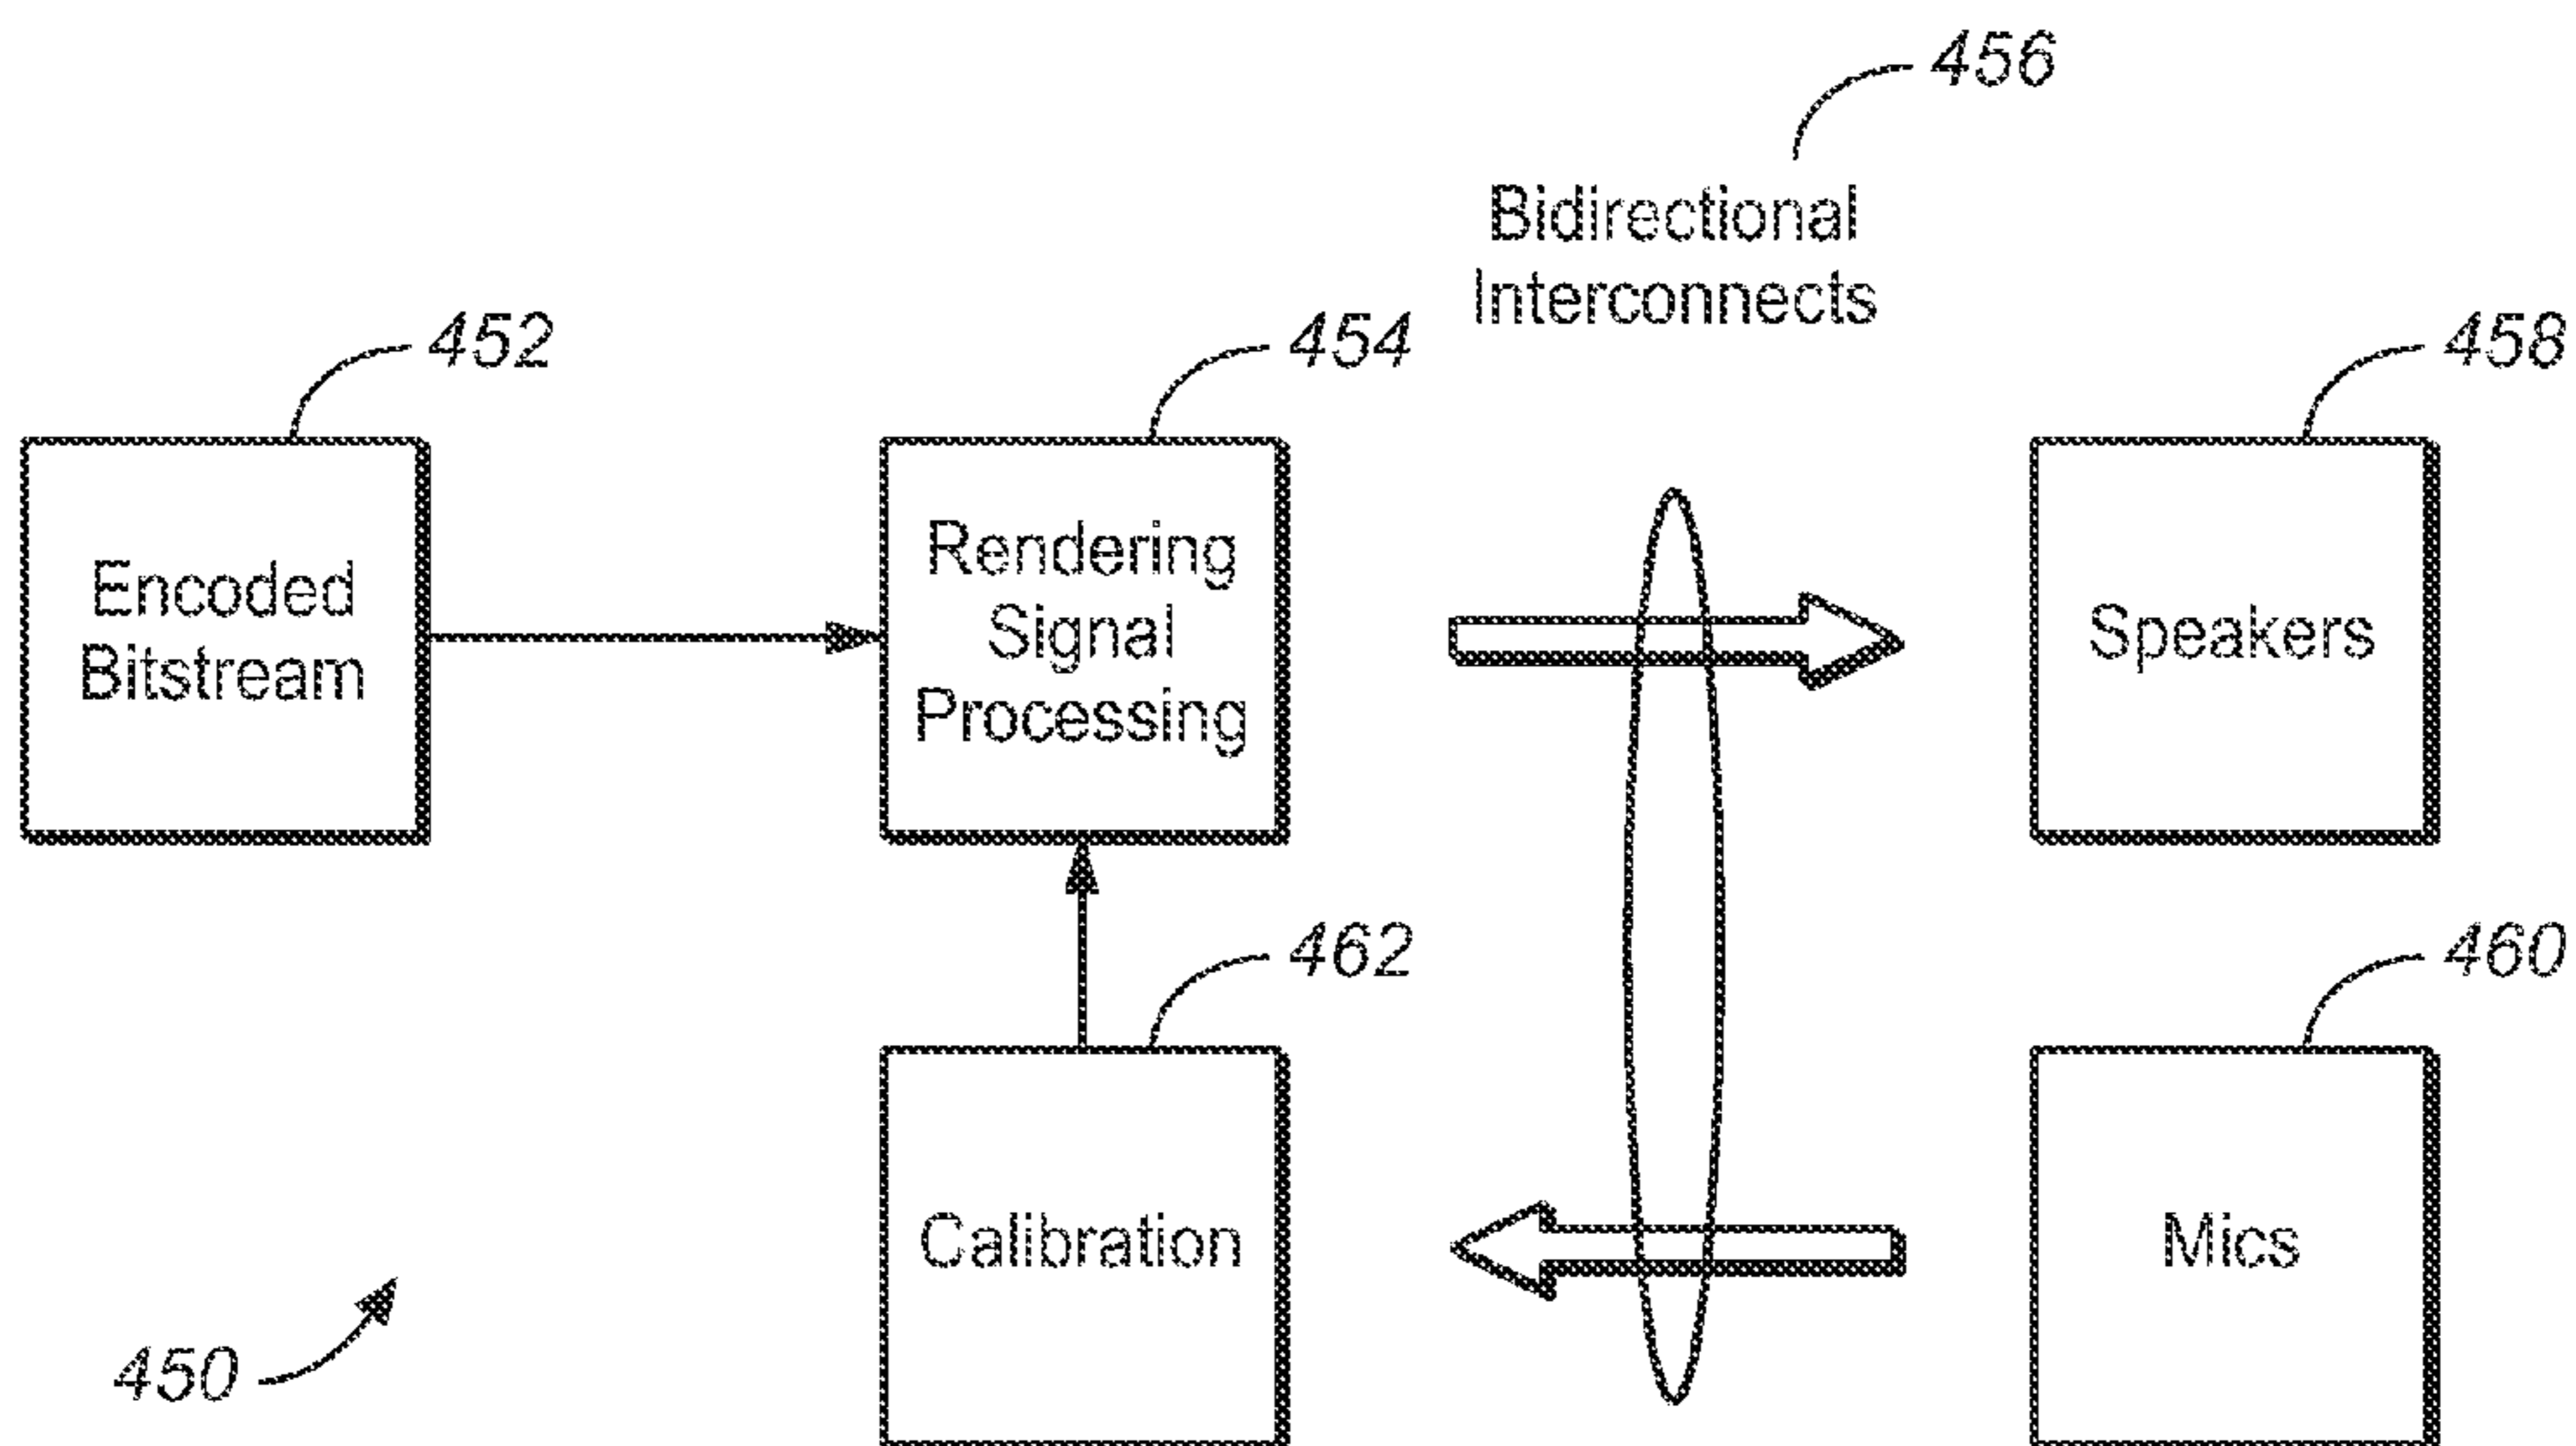 456
Bidirectional
Interconnects
452
454
458
Encoded
Bitstream
Rendering
Signal
Processing
Speakers
462
460
Calibration
Mics
450